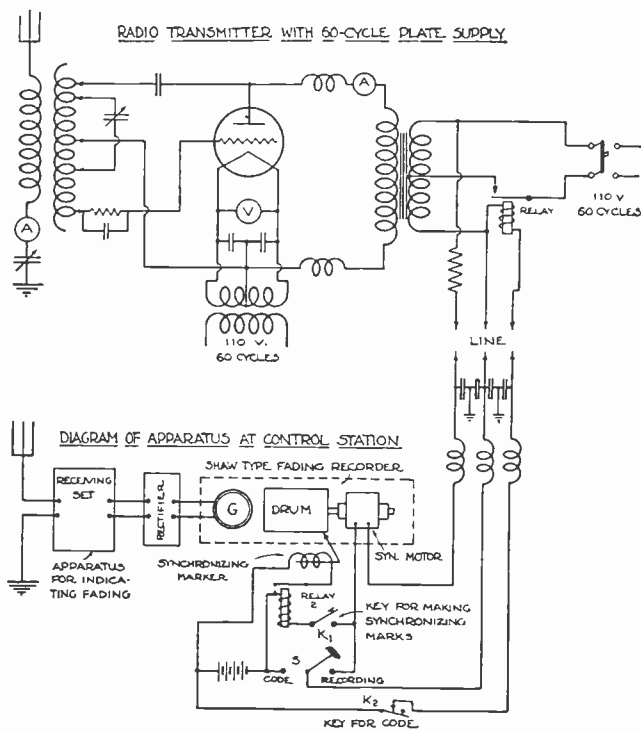 RADIO TRANSMITTER WITH 60-CYCLE PLATE SUPPLY
A
A
V
RELAY
110 V
60 CYCLES
110 V.
60 CYCLES
LINE
DIAGRAM OF APPARATUS AT CONTROL STATION
SHAW TYPE FADING RECORDER
RECEIVING
SET
RECTIFIER
G
DRUM
SYN. MOTOR
APPARATUS
FOR INDICA-
TING FADING
SYNCHRONIZING
MARKER
RELAY
2
KEY FOR MAKING
SYNCHRONIZING
MARKS
K1
S
CODE
RECORDING
K2
KEY FOR CODE